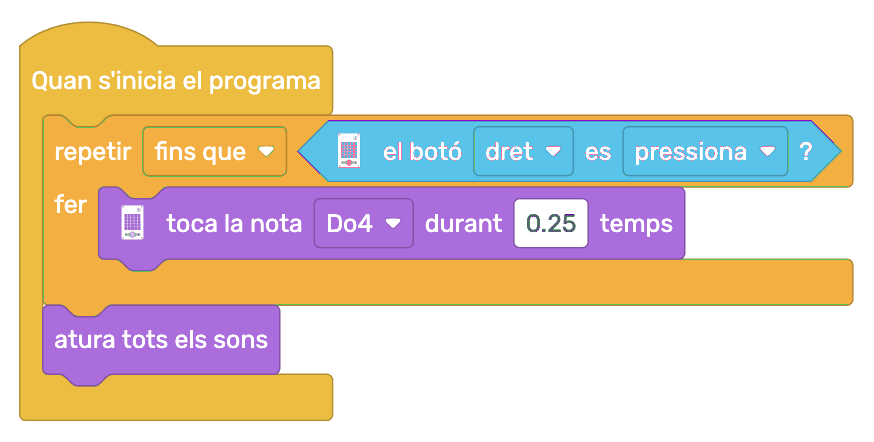 Quan s'inicia el programa
repetir fins que el botó dret es pressiona ?
fer
toca la nota Do4 durant 0.25 temps
atura tots els sons